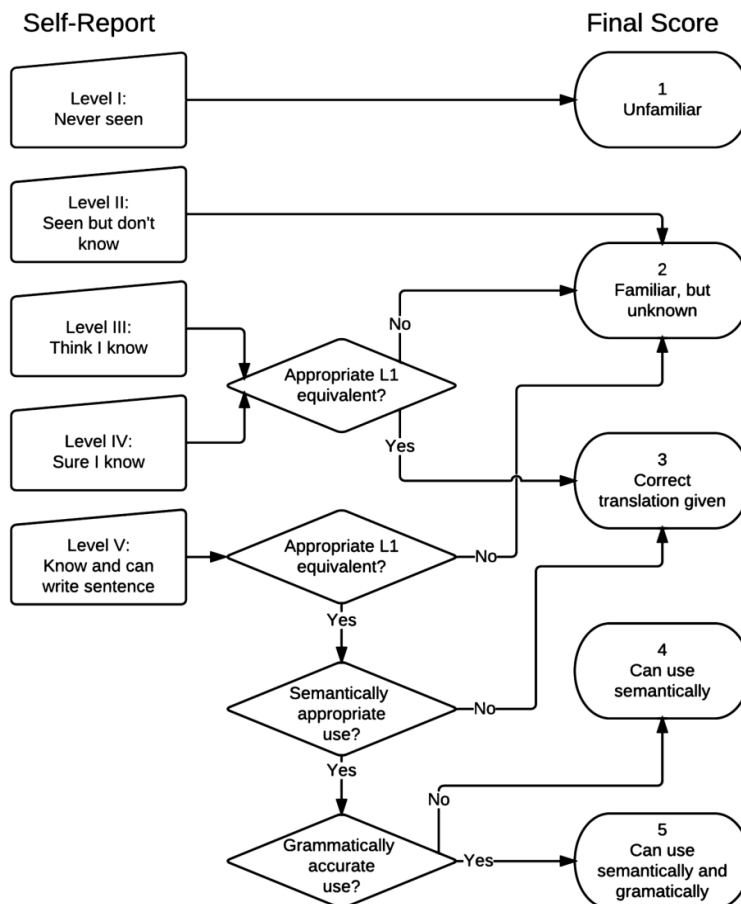 Self-Report
Final Score
Level I:
Never seen
1
Unfamiliar
Level II:
Seen but don't
know
2
Familiar, but
unknown
Level III:
Think I know
No
Appropriate L1
equivalent?
Level IV:
Sure I know
Yes
3
Correct
translation given
Level V:
Know and can
write sentence
Appropriate L1
equivalent?
No
Yes
4
Can use
semantically
Semantically
appropriate
use?
No
Yes
No
Grammatically
accurate
use?
Yes
5
Can use
semantically and
gramatically